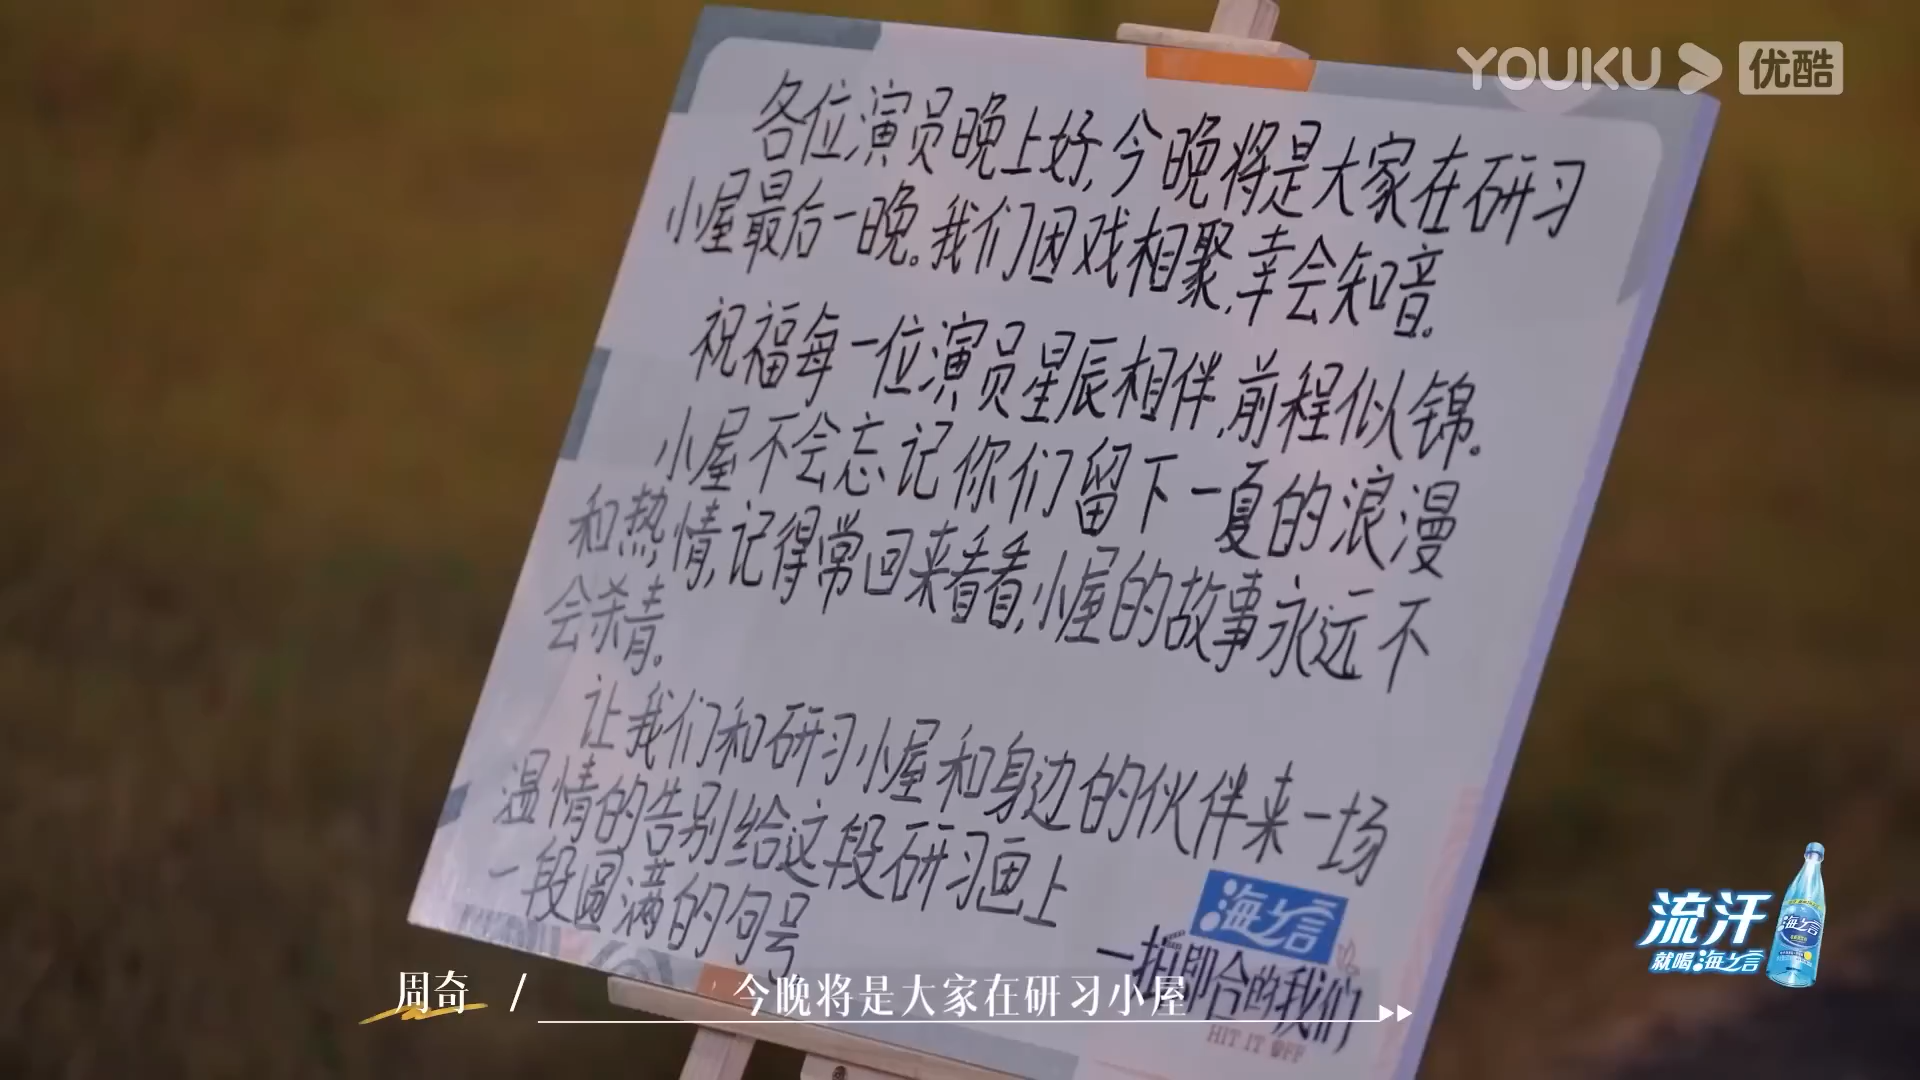 YOUKU 优酷
各位演员晚上好,今晚将是大家在研习
小屋最后一晚。我们因戏相聚,幸会知音。
祝福每一位演员星辰相伴,前程似锦。
小屋不会忘记你们留下一夏的浪漫
和热情,记得常回来看看,小屋的故事永远不
会杀青。
让我们和研习小屋和身边的伙伴来一场
温情的告别给这段研习画上
一段圆满的句号
海之言
一拍即合的我们
HIT IT OFF
流汗
就喝海之言
海之言
周奇 / 今晚将是大家在研习小屋